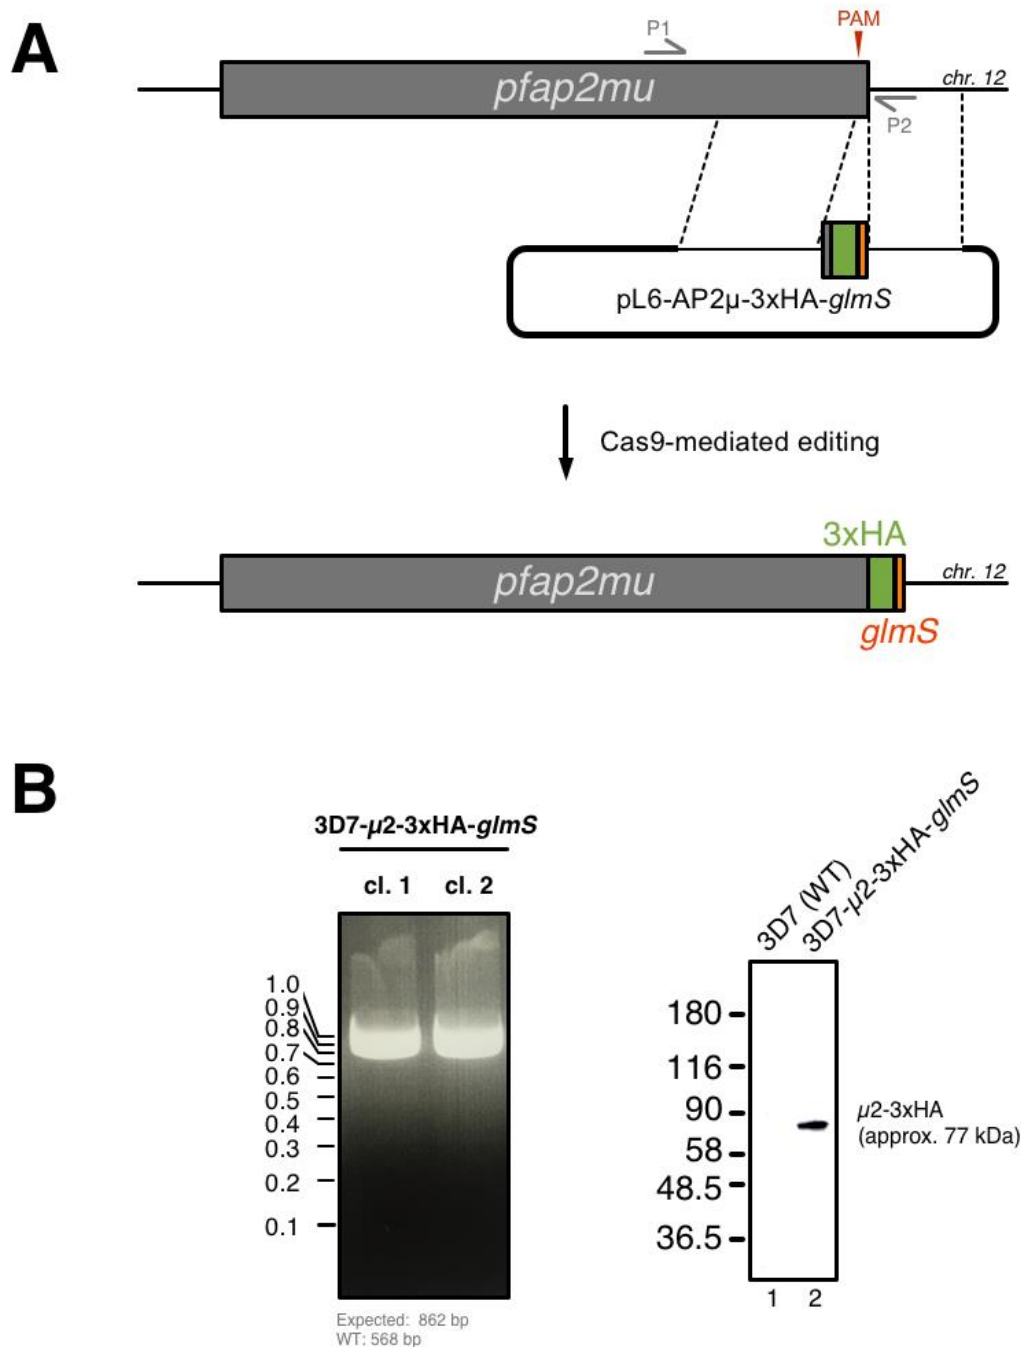 A
P1
PAM
pfap2mu
chr. 12
P2
pL6-AP2µ-3xHA-glmS
Cas9-mediated editing
3xHA
pfap2mu
chr. 12
glmS
B
3D7-µ2-3xHA-glmS
cl. 1 cl. 2
1.0
0.9
0.8
0.7
0.6
0.5
0.4
0.3
0.2
0.1
Expected: 862 bp
WT: 568 bp
3D7 (WT)
3D7-µ2-3xHA-glmS
180
116
90
58
48.5
36.5
µ2-3xHA
(approx. 77 kDa)
1 2